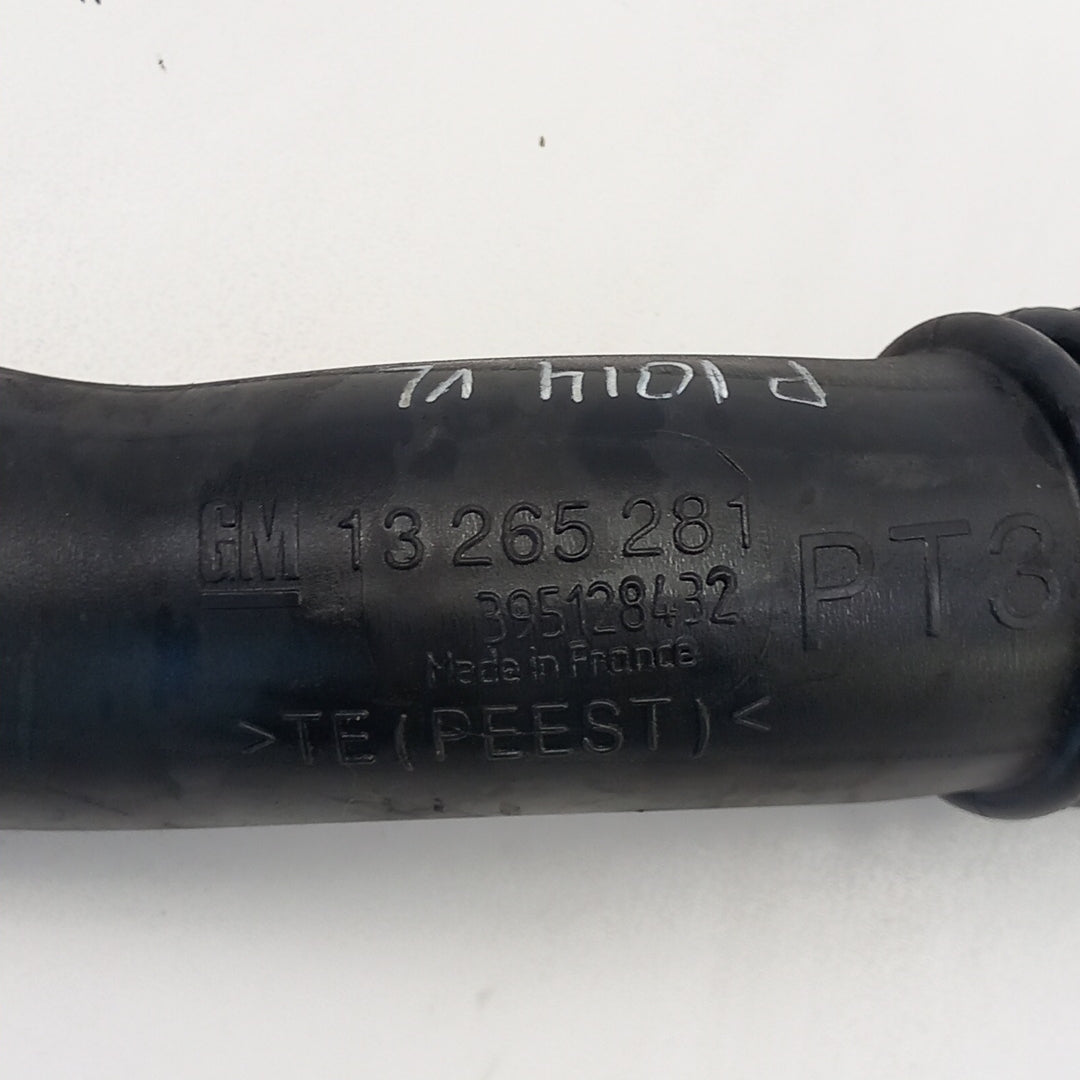 P1014 VL
GM 13 265 281
395128432
PT3
Made in France
>TE(PEEST)<